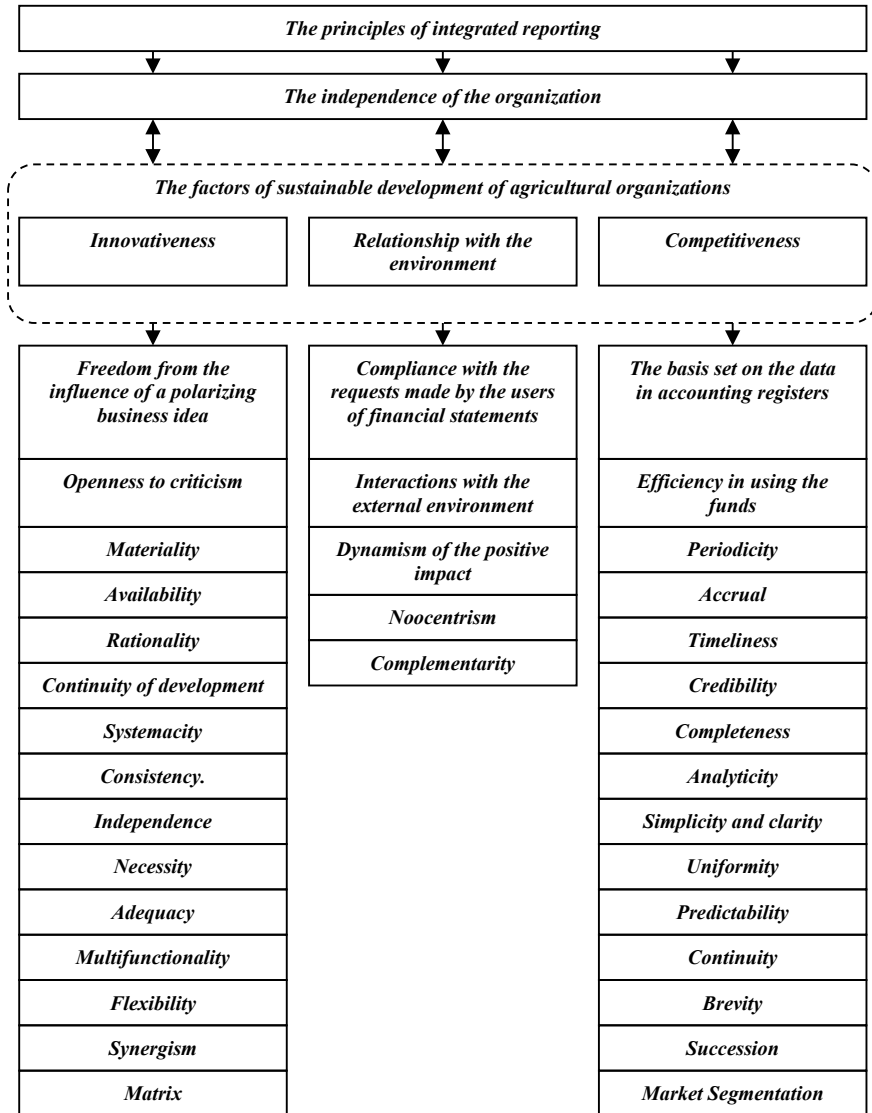 The principles of integrated reporting
The independence of the organization
The factors of sustainable development of agricultural organizations
Innovativeness
Relationship with the
environment
Competitiveness
Freedom from the
influence of a polarizing
business idea
Openness to criticism
Materiality
Availability
Rationality
Continuity of development
Systemacity
Consistency.
Independence
Necessity
Adequacy
Multifunctionality
Flexibility
Synergism
Matrix
Compliance with the
requests made by the users
of financial statements
Interactions with the
external environment
Dynamism of the positive
impact
Noocentrism
Complementarity
The basis set on the data
in accounting registers
Efficiency in using the
funds
Periodicity
Accrual
Timeliness
Credibility
Completeness
Analyticity
Simplicity and clarity
Uniformity
Predictability
Continuity
Brevity
Succession
Market Segmentation